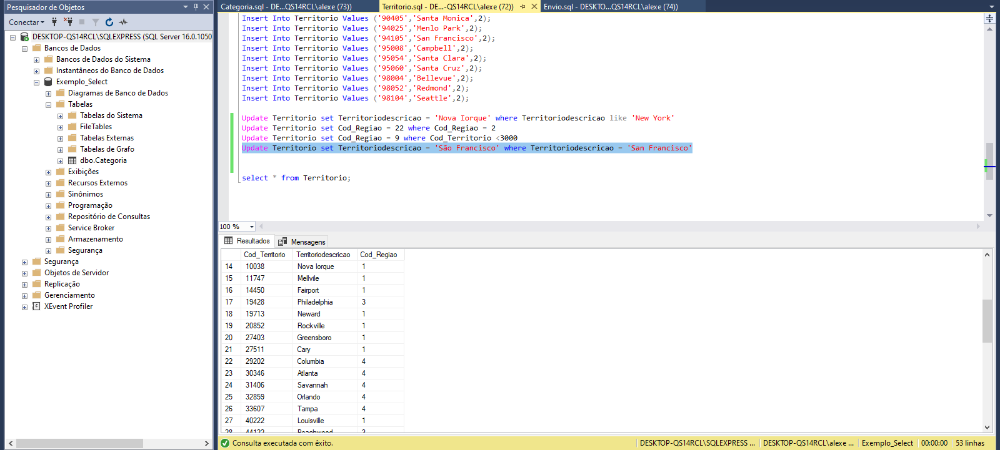 Pesquisador de Objetos
Conectar
DESKTOP-QS14RCL\SQLEXPRESS (SQL Server 16.0.1050
Bancos de Dados
Bancos de Dados do Sistema
Instantâneos do Banco de Dados
Exemplo_Select
Diagramas de Banco de Dados
Tabelas
Tabelas do Sistema
FileTables
Tabelas Externas
Tabelas de Grafo
dbo.Categoria
Exibições
Recursos Externos
Sinônimos
Programação
Repositório de Consultas
Service Broker
Armazenamento
Segurança
Segurança
Objetos de Servidor
Replicação
Gerenciamento
XEvent Profiler
Categoria.sql - DE...QS14RCL\alexe (73))
Territorio.sql - DE...-QS14RCL\alexe (72))
Envio.sql - DESKTO...QS14RCL\alexe (74))
Insert Into Territorio Values ('90405','Santa Monica',2);
Insert Into Territorio Values ('94025','Menlo Park',2);
Insert Into Territorio Values ('94105','San Francisco',2);
Insert Into Territorio Values ('95008','Campbell',2);
Insert Into Territorio Values ('95054','Santa Clara',2);
Insert Into Territorio Values ('95060','Santa Cruz',2);
Insert Into Territorio Values ('98004','Bellevue',2);
Insert Into Territorio Values ('98052','Redmond',2);
Insert Into Territorio Values ('98104','Seattle',2);
Update Territorio set Territoriodescricao = 'Nova Iorque' where Territoriodescricao like 'New York'
Update Territorio set Cod_Regiao = 22 where Cod_Regiao = 2
Update Territorio set Cod_Regiao = 9 where Cod_Territorio <3000
Update Territorio set Territoriodescricao = 'São Francisco' where Territoriodescricao = 'San Francisco'
select * from Territorio;
100 %
Resultados Mensagens
Cod_Territorio Territoriodescricao Cod_Regiao
14 10038 Nova Iorque 1
15 11747 Mellvile 1
16 14450 Fairport 1
17 19428 Philadelphia 3
18 19713 Neward 1
19 20852 Rockville 1
20 27403 Greensboro 1
21 27511 Cary 1
22 29202 Columbia 4
23 30346 Atlanta 4
24 31406 Savannah 4
25 32859 Orlando 4
26 33607 Tampa 4
27 40222 Louisville 1
28 44122 Beachwood 3
Consulta executada com êxito.
DESKTOP-QS14RCL\SQLEXPRESS ... DESKTOP-QS14RCL\alexe ... Exemplo_Select 00:00:00 53 linhas